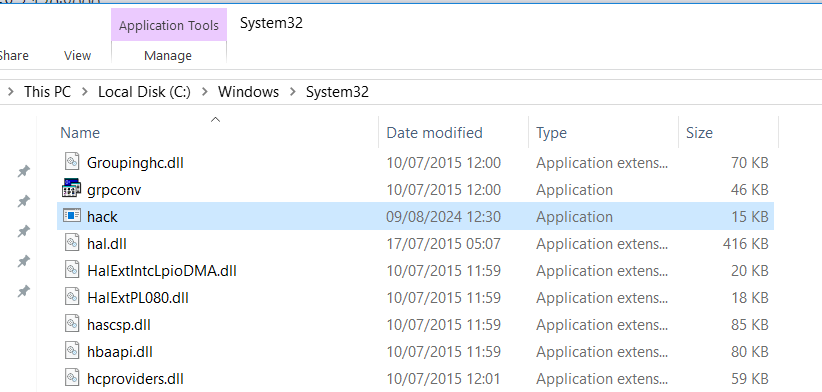 Application Tools System32
Share View Manage
This PC Local Disk (C:) Windows System32
Name Date modified Type Size
Groupinghc.dll 10/07/2015 12:00 Application extens... 70 KB
grpconv 10/07/2015 12:00 Application 46 KB
hack 09/08/2024 12:30 Application 15 KB
hal.dll 17/07/2015 05:07 Application extens... 416 KB
HalExtIntcLpioDMA.dll 10/07/2015 11:59 Application extens... 20 KB
HalExtPL080.dll 10/07/2015 11:59 Application extens... 18 KB
hascsp.dll 10/07/2015 11:59 Application extens... 85 KB
hbaapi.dll 10/07/2015 11:59 Application extens... 80 KB
hcproviders.dll 10/07/2015 12:01 Application extens... 59 KB